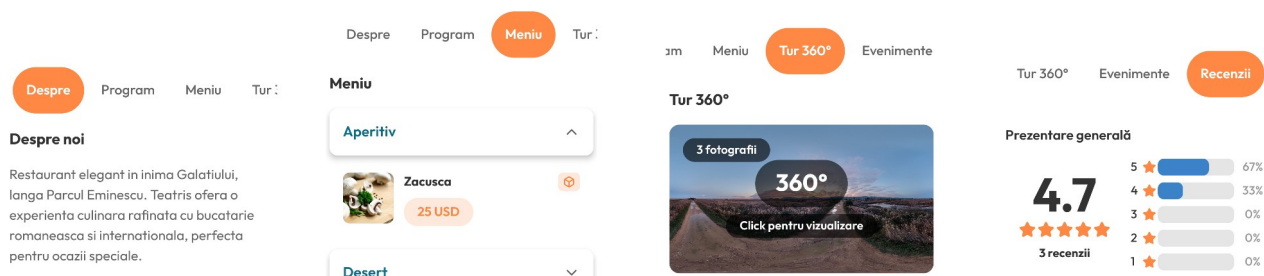 Despre Program Meniu Tur
Despre noi
Restaurant elegant in inima Galatiului,
langa Parcul Eminescu. Teatris ofera o
experienta culinara rafinata cu bucatarie
romaneasca si internationala, perfecta
pentru ocazii speciale.
Despre Program Meniu Tur
Meniu
Aperitiv
Zacusca
25 USD
Desert
am Meniu Tur 360° Evenimente
Tur 360°
3 fotografii
360°
Click pentru vizualizare
Tur 360° Evenimente Recenzii
Prezentare generală
4.7
3 recenzii
5 67%
4 33%
3 0%
2 0%
1 0%